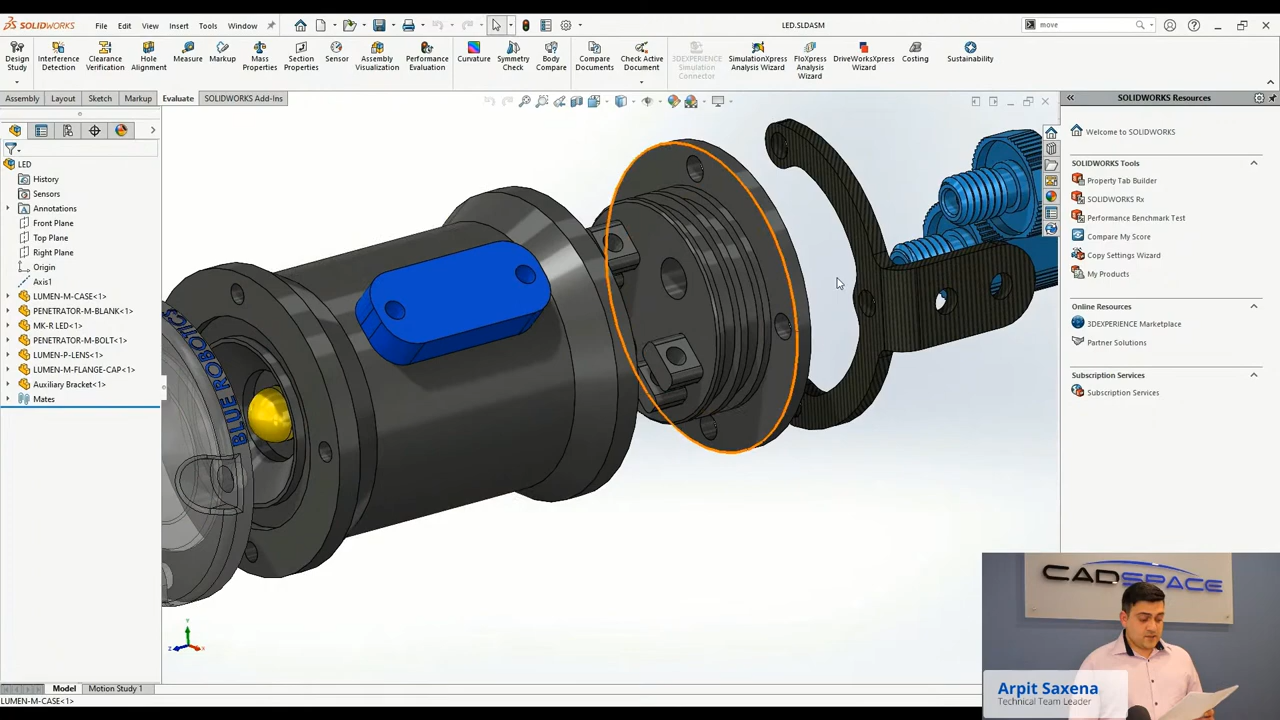 SOLIDWORKS
File
Edit
View
Insert
Tools
Window
LED.SLDASM
move
Design Study
Interference Detection
Clearance Verification
Hole Alignment
Measure
Markup
Mass Properties
Section Properties
Sensor
Assembly Visualization
Performance Evaluation
Curvature
Symmetry Check
Body Compare
Compare Documents
Check Active Document
3DEXPERIENCE Simulation Connector
SimulationXpress Analysis Wizard
FloXpress Analysis Wizard
DriveWorksXpress Wizard
Costing
Sustainability
Assembly
Layout
Sketch
Markup
Evaluate
SOLIDWORKS Add-Ins
LED
History
Sensors
Annotations
Front Plane
Top Plane
Right Plane
Origin
Axis1
LUMEN-M-CASE<1>
PENETRATOR-M-BLANK<1>
MK-R LED<1>
PENETRATOR-M-BOLT<1>
LUMEN-P-LENS<1>
LUMEN-M-FLANGE-CAP<1>
Auxiliary Bracket<1>
Mates
BLUE ROBOTICS
SOLIDWORKS Resources
Welcome to SOLIDWORKS
SOLIDWORKS Tools
Property Tab Builder
SOLIDWORKS Rx
Performance Benchmark Test
Compare My Score
Copy Settings Wizard
My Products
Online Resources
3DEXPERIENCE Marketplace
Partner Solutions
Subscription Services
Subscription Services
CADSPACE
Arpit Saxena
Technical Team Leader
Model
Motion Study 1
LUMEN-M-CASE<1>